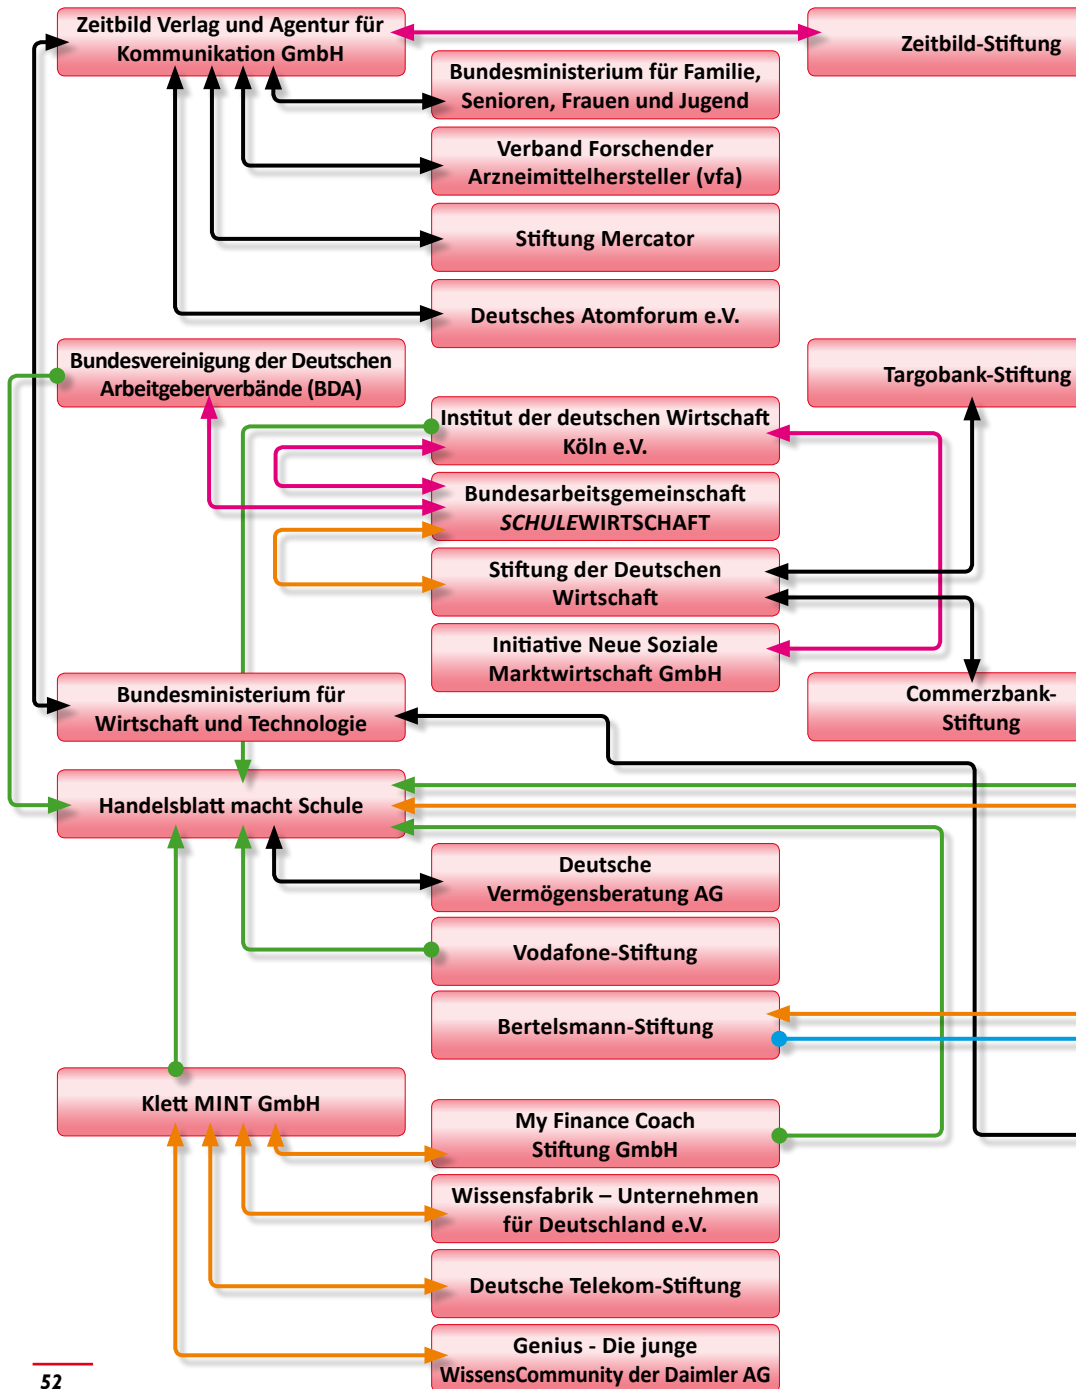 Zeitbild Verlag und Agentur für
Kommunikation GmbH
Zeitbild-Stiftung
Bundesministerium für Familie,
Senioren, Frauen und Jugend
Verband Forschender
Arzneimittelhersteller (vfa)
Stiftung Mercator
Deutsches Atomforum e.V.
Bundesvereinigung der Deutschen
Arbeitgeberverbände (BDA)
Targobank-Stiftung
Institut der deutschen Wirtschaft
Köln e.V.
Bundesarbeitsgemeinschaft
SCHULEWIRTSCHAFT
Stiftung der Deutschen
Wirtschaft
Initiative Neue Soziale
Marktwirtschaft GmbH
Bundesministerium für
Wirtschaft und Technologie
Commerzbank-
Stiftung
Handelsblatt macht Schule
Deutsche
Vermögensberatung AG
Vodafone-Stiftung
Bertelsmann-Stiftung
Klett MINT GmbH
My Finance Coach
Stiftung GmbH
Wissensfabrik – Unternehmen
für Deutschland e.V.
Deutsche Telekom-Stiftung
Genius - Die junge
WissensCommunity der Daimler AG
52